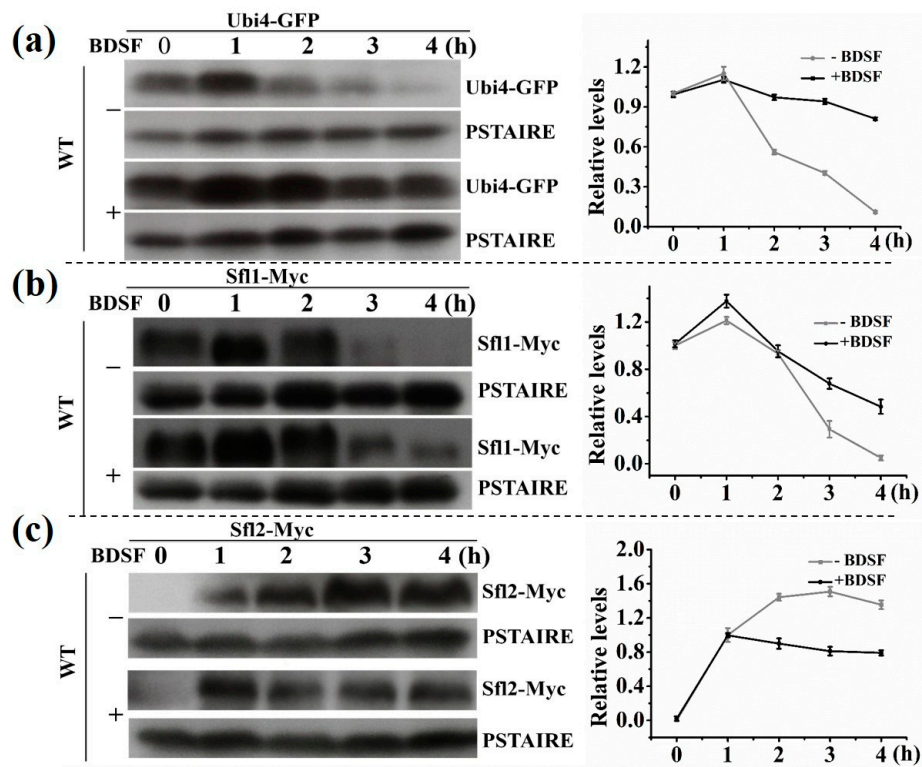 (a)
Ubi4-GFP
BDSF 0 1 2 3 4 (h)
WT
−
Ubi4-GFP
PSTAIRE
+
Ubi4-GFP
PSTAIRE
Relative levels
1.2
0.9
0.6
0.3
0.0
- BDSF
+BDSF
0 1 2 3 4 (h)
(b)
Sfl1-Myc
BDSF 0 1 2 3 4 (h)
WT
−
Sfl1-Myc
PSTAIRE
+
Sfl1-Myc
PSTAIRE
Relative levels
1.2
0.8
0.4
0.0
- BDSF
+BDSF
0 1 2 3 4 (h)
(c)
Sfl2-Myc
BDSF 0 1 2 3 4 (h)
WT
−
Sfl2-Myc
PSTAIRE
+
Sfl2-Myc
PSTAIRE
Relative levels
2.0
1.6
1.2
0.8
0.4
0.0
- BDSF
+BDSF
0 1 2 3 4 (h)